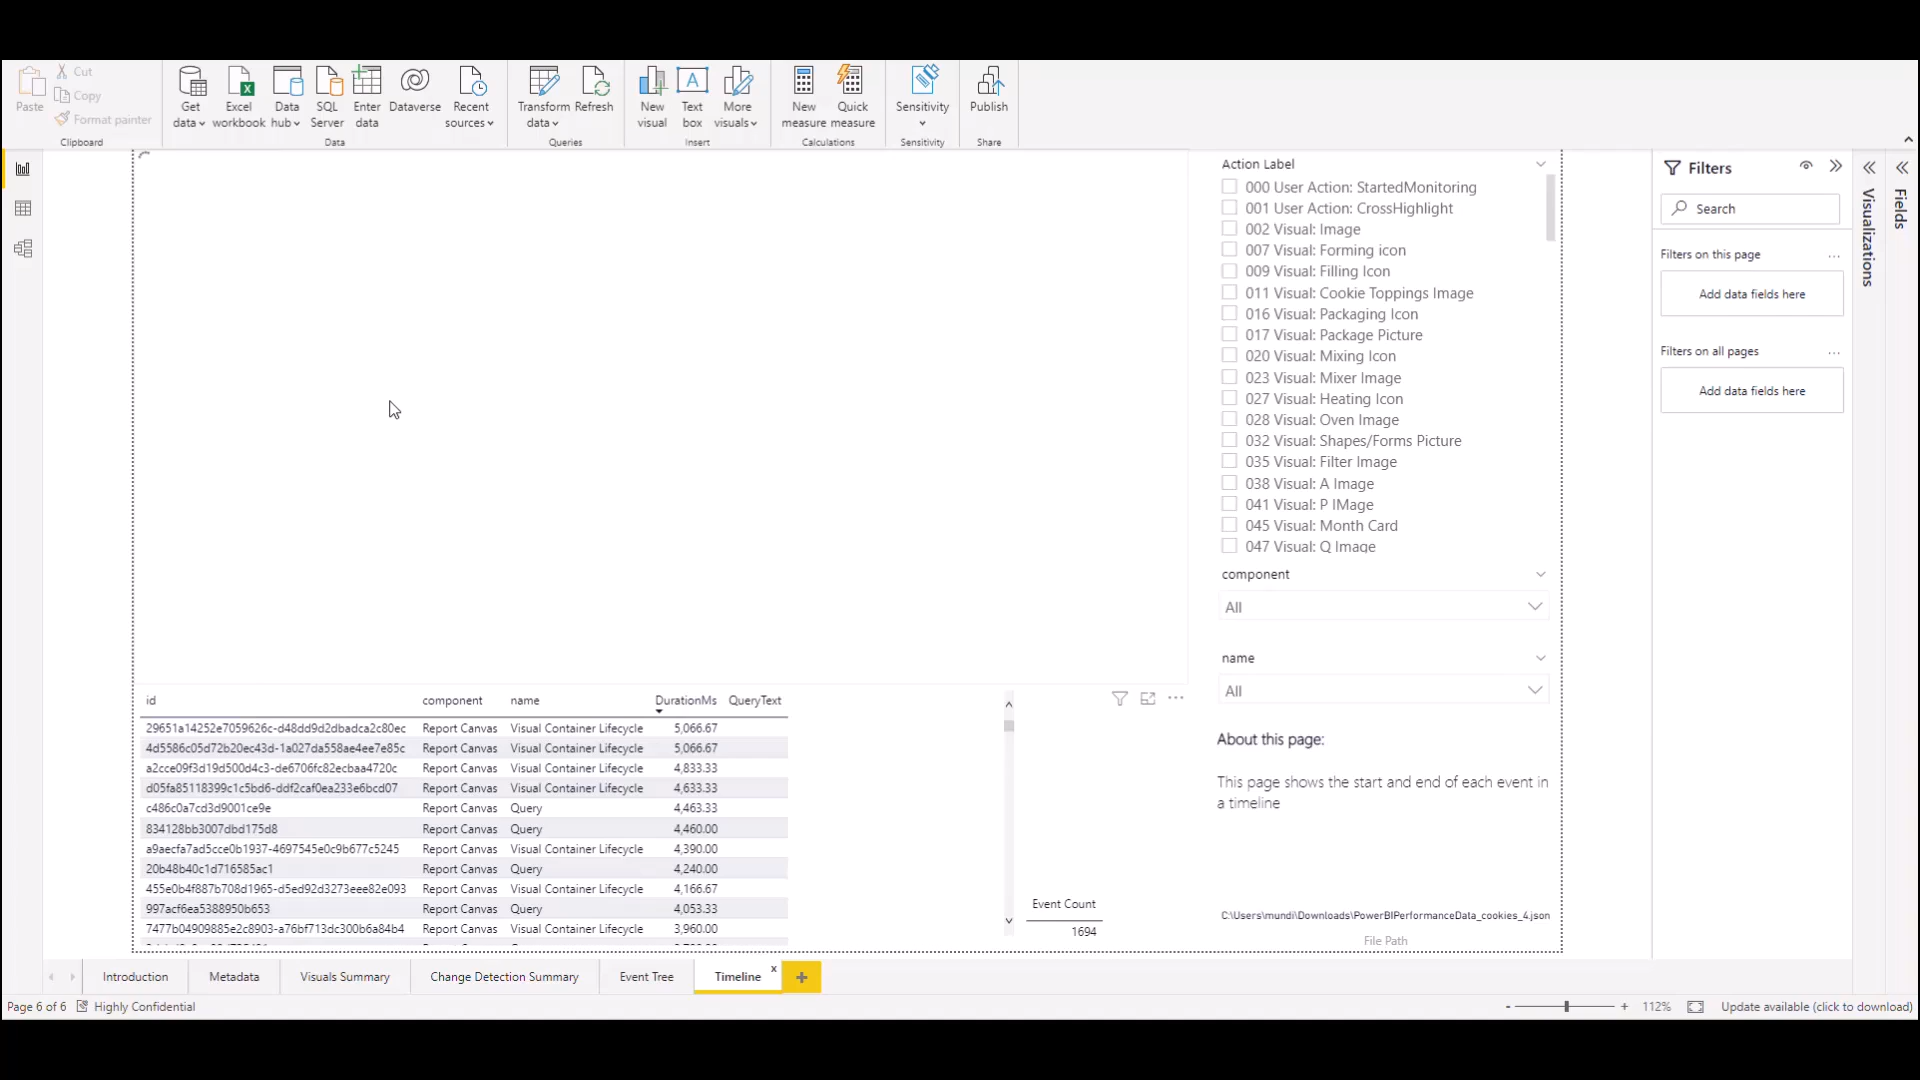 Paste
Cut
Copy
Format painter
Clipboard
Get data
Excel workbook
Data hub
SQL Server
Enter data
Dataverse
Recent sources
Data
Transform data
Refresh
Queries
New visual
A
Text box
More visuals
Insert
New measure
Quick measure
Calculations
Sensitivity
Sensitivity
Publish
Share
Action Label
000 User Action: StartedMonitoring
001 User Action: CrossHighlight
002 Visual: Image
007 Visual: Forming icon
009 Visual: Filling Icon
011 Visual: Cookie Toppings Image
016 Visual: Packaging Icon
017 Visual: Package Picture
020 Visual: Mixing Icon
023 Visual: Mixer Image
027 Visual: Heating Icon
028 Visual: Oven Image
032 Visual: Shapes/Forms Picture
035 Visual: Filter Image
038 Visual: A Image
041 Visual: P IMage
045 Visual: Month Card
047 Visual: Q Image
component
All
name
All
About this page:
This page shows the start and end of each event in
a timeline
C:\Users\mundi\Downloads\PowerBIPerformanceData_cookies_4.json
File Path
Filters
Search
Filters on this page ...
Add data fields here
Filters on all pages ...
Add data fields here
Visualizations
Fields
id component name DurationMs QueryText
29651a14252e7059626c-d48dd9d2dbadca2c80ec Report Canvas Visual Container Lifecycle 5,066.67
4d5586c05d72b20ec43d-1a027da558ae4ee7e85c Report Canvas Visual Container Lifecycle 5,066.67
a2cce09f3d19d500d4c3-de6706fc82ecbaa4720c Report Canvas Visual Container Lifecycle 4,833.33
d05fa85118399c1c5bd6-ddf2caf0ea233e6bcd07 Report Canvas Visual Container Lifecycle 4,633.33
c486c0a7cd3d9001ce9e Report Canvas Query 4,463.33
834128bb3007dbd175d8 Report Canvas Query 4,460.00
a9aecfa7ad5cce0b1937-4697545e0c9b677c5245 Report Canvas Visual Container Lifecycle 4,390.00
20b48b40c1d716585ac1 Report Canvas Query 4,240.00
455e0b4f887b708d1965-d5ed92d3273eee82e093 Report Canvas Visual Container Lifecycle 4,166.67
997acf6ea5388950b653 Report Canvas Query 4,053.33
7477b04909885e2c8903-a76bf713dc300b6a84b4 Report Canvas Visual Container Lifecycle 3,960.00
Event Count
1694
Introduction
Metadata
Visuals Summary
Change Detection Summary
Event Tree
Timeline x
Page 6 of 6
Highly Confidential
- + 112%
Update available (click to download)